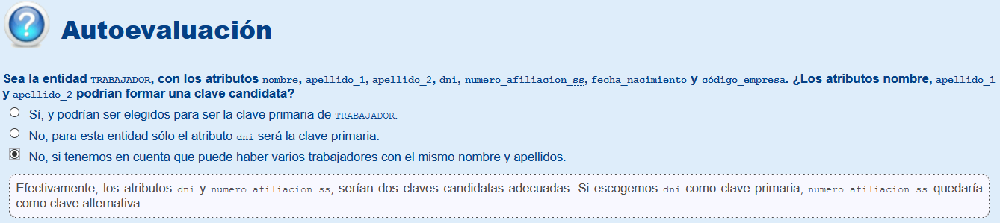 Autoevaluación
Sea la entidad TRABAJADOR, con los atributos nombre, apellido_1, apellido_2, dni, numero_afiliacion_ss, fecha_nacimiento y código_empresa. ¿Los atributos nombre, apellido_1
y apellido_2 podrían formar una clave candidata?
Sí, y podrían ser elegidos para ser la clave primaria de TRABAJADOR.
No, para esta entidad sólo el atributo dni será la clave primaria.
No, si tenemos en cuenta que puede haber varios trabajadores con el mismo nombre y apellidos.
Efectivamente, los atributos dni y numero_afiliacion_ss, serían dos claves candidatas adecuadas. Si escogemos dni como clave primaria, numero_afiliacion_ss quedaría
como clave alternativa.